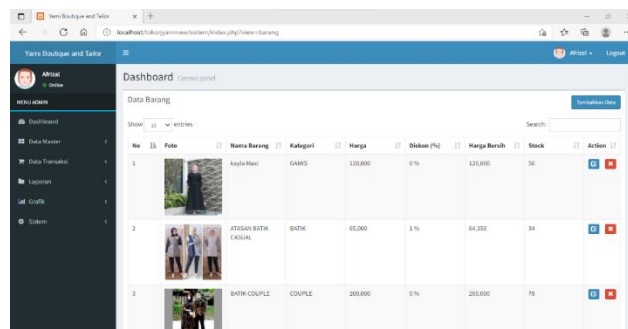 Yarni Boutique and Tailor
localhost/tokorjyarninew/sistem/index.php?view=barang
Yarni Boutique and Tailor
Afrizal
Logout
Afrizal
Online
Dashboard Control panel
MENU ADMIN
Data Barang
Tambahkan Data
Dashboard
Data Master
Show 10 entries
Search:
Data Transaksi
No Foto Nama Barang Kategori Harga Diskon (%) Harga Bersih Stock Action
Laporan
1 kayla Maxi GAMIS 120,000 0 % 120,000 56
Grafik
Sistem
2 ATASAN BATIK CASUAL BATIK 65,000 1 % 64,350 34
3 BATIK COUPLE COUPLE 200,000 0 % 200,000 78